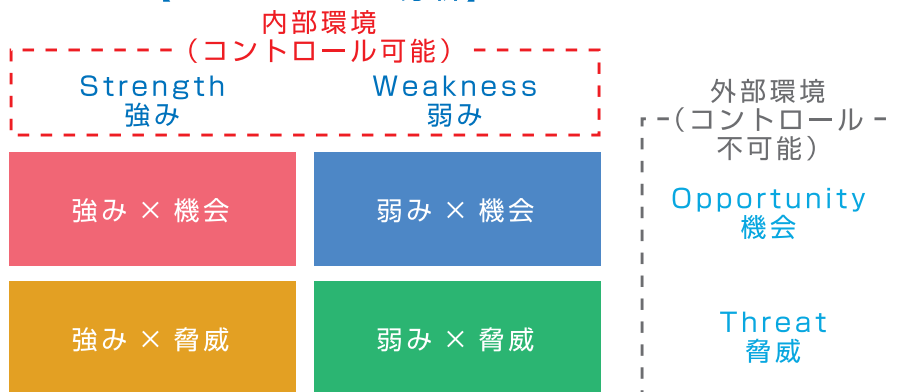 内部環境
（コントロール可能）
Strength
強み
Weakness
弱み
外部環境
（コントロール
不可能）
強み × 機会
弱み × 機会
Opportunity
機会
強み × 脅威
弱み × 脅威
Threat
脅威